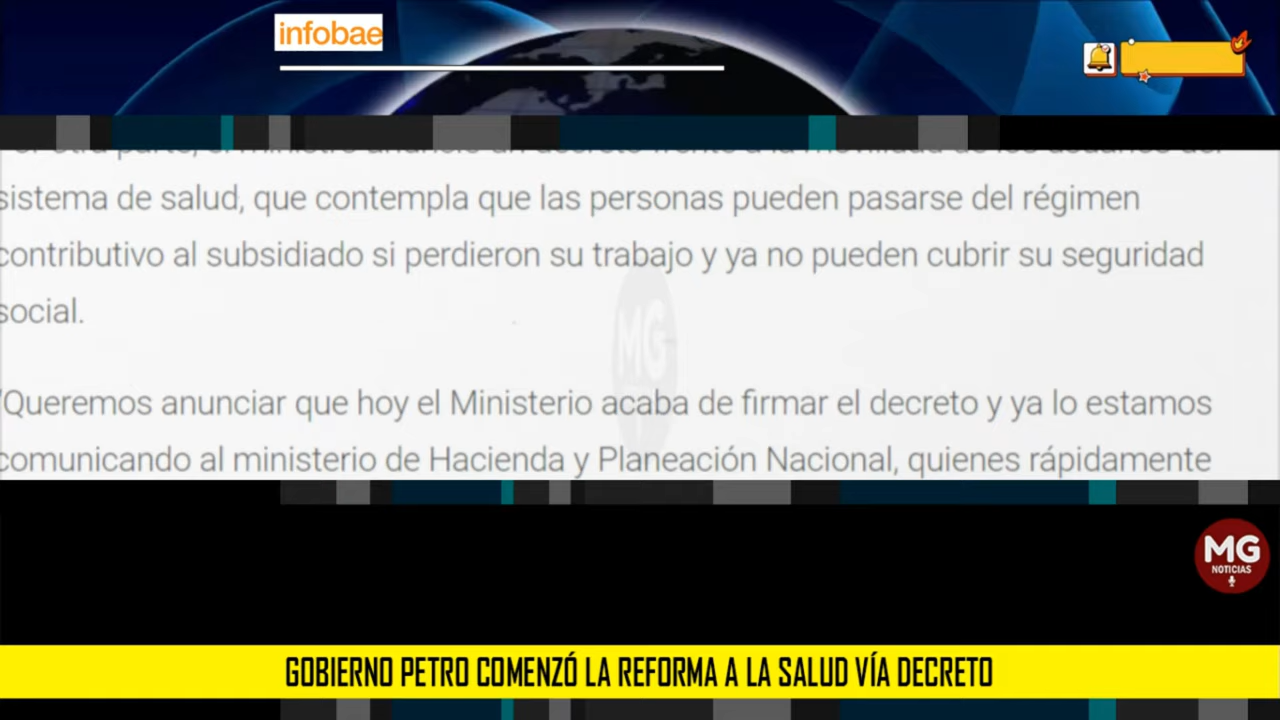 infobae
sistema de salud, que contempla que las personas pueden pasarse del régimen
contributivo al subsidiado si perdieron su trabajo y ya no pueden cubrir su seguridad
social.
MG
"Queremos anunciar que hoy el Ministerio acaba de firmar el decreto y ya lo estamos
comunicando al ministerio de Hacienda y Planeación Nacional, quienes rápidamente
MG
NOTICIAS
GOBIERNO PETRO COMENZÓ LA REFORMA A LA SALUD VÍA DECRETO